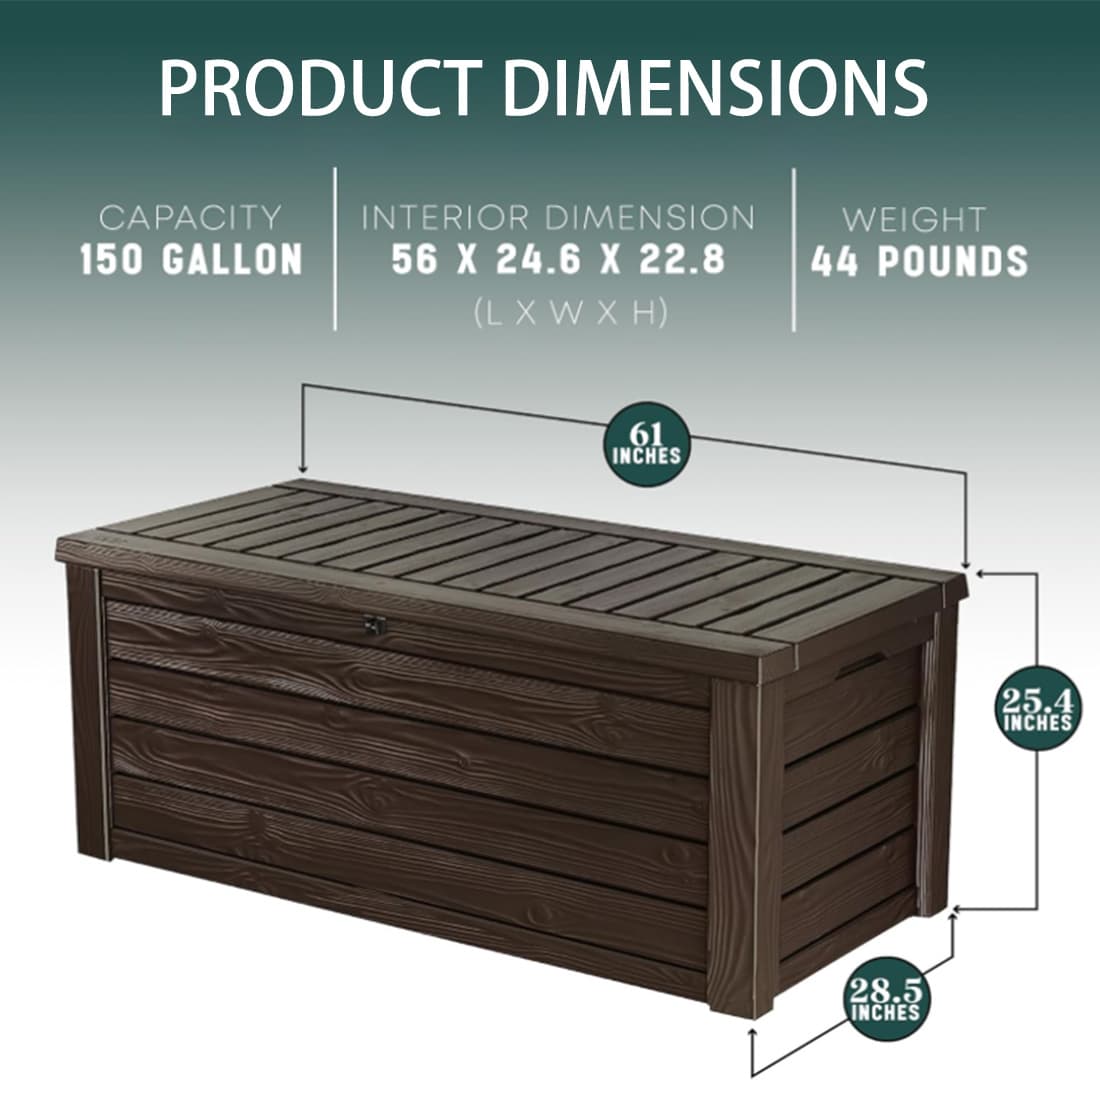 PRODUCT DIMENSIONS
CAPACITY
150 GALLON
INTERIOR DIMENSION
56 X 24.6 X 22.8
(L X W X H)
WEIGHT
44 POUNDS
61
INCHES
25.4
INCHES
28.5
INCHES